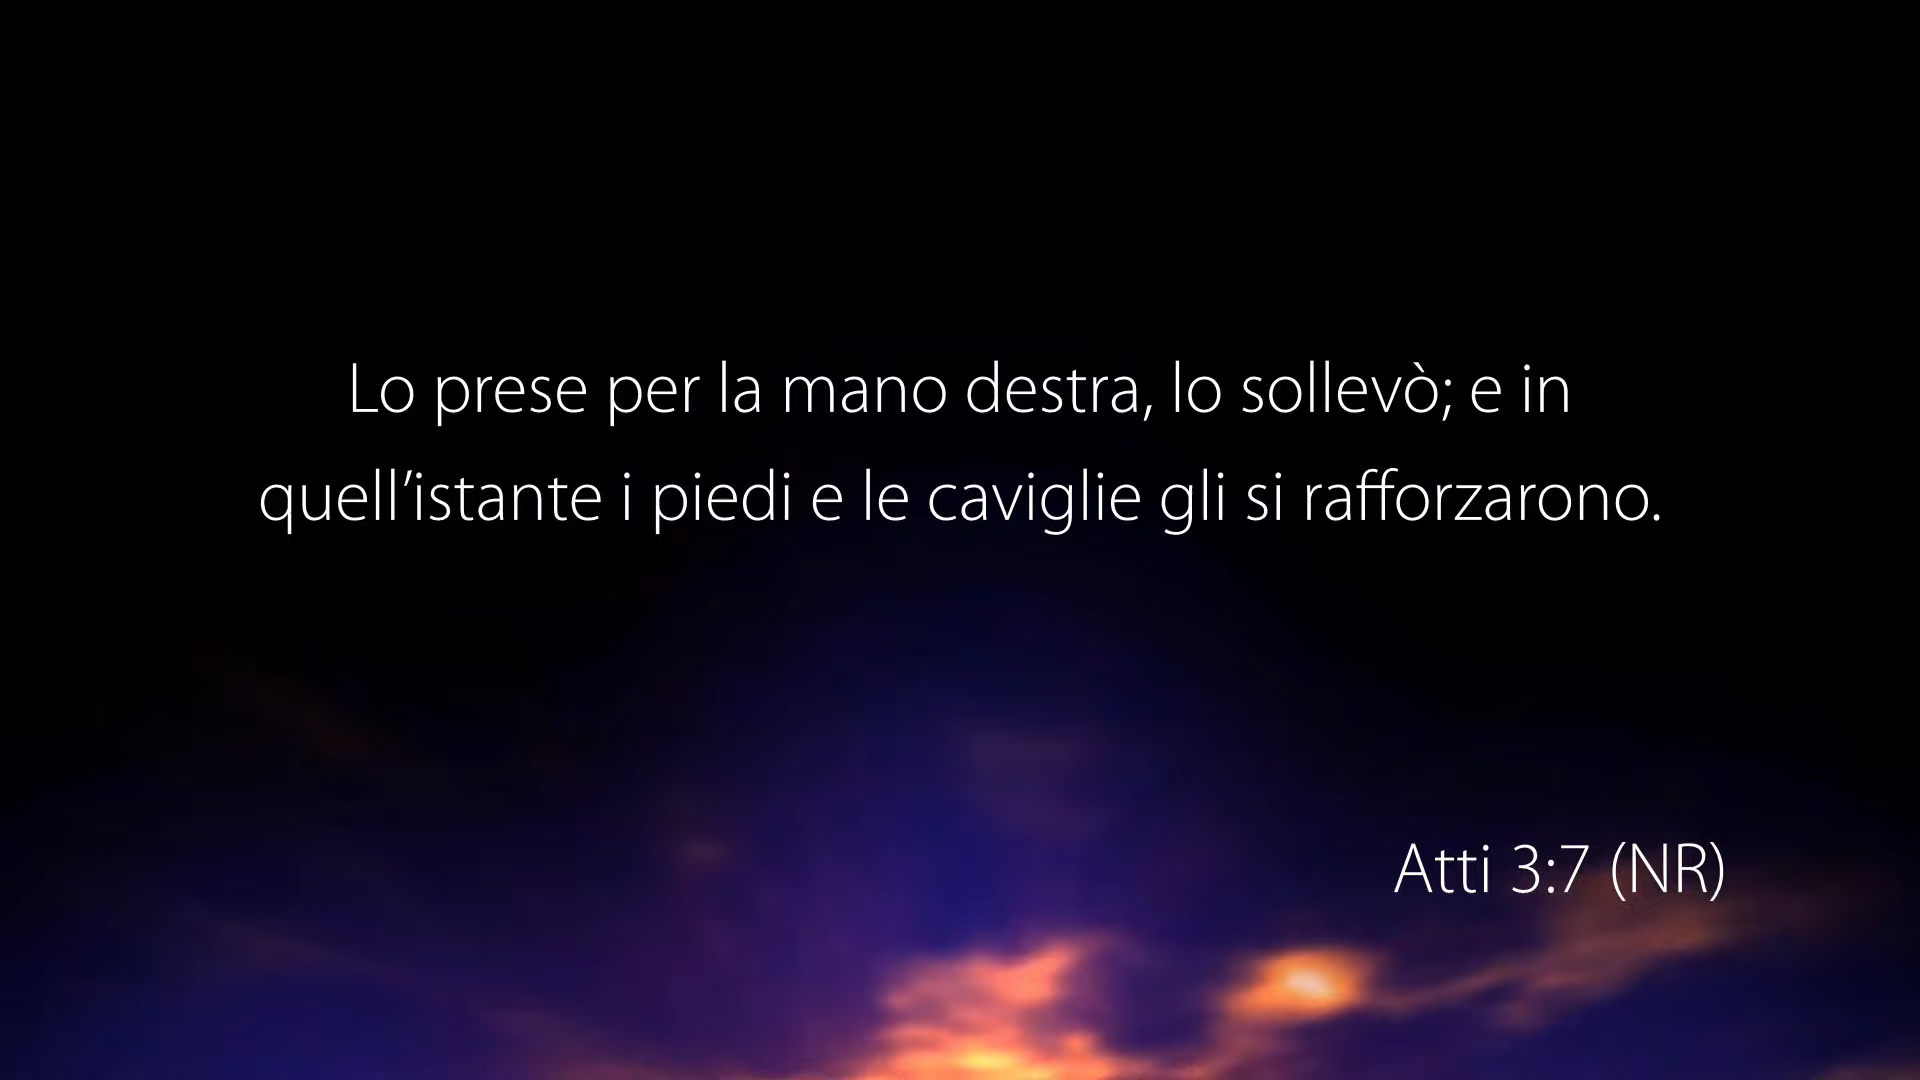 Lo prese per la mano destra, lo sollevò; e in
quell’istante i piedi e le caviglie gli si rafforzarono.
Atti 3:7 (NR)